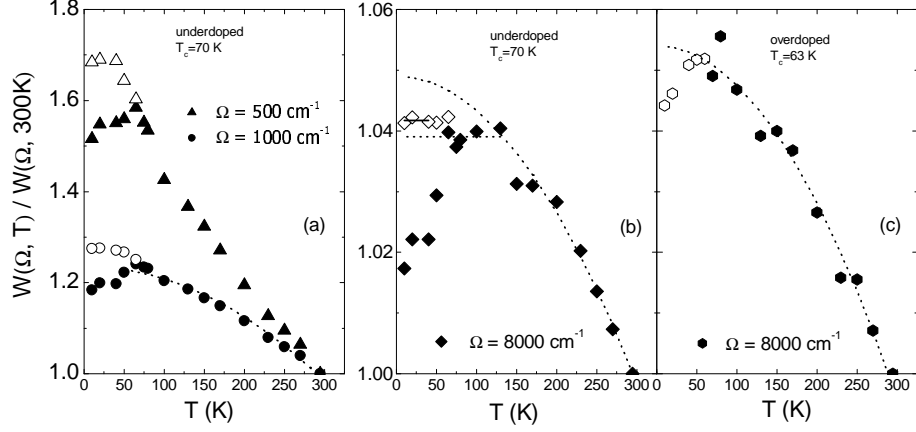 W(Ω, T) / W(Ω, 300K)
1.8
1.6
1.4
1.2
1.0
underdoped
T_c=70 K
Ω = 500 cm⁻¹
Ω = 1000 cm⁻¹
(a)
0 50 100 150 200 250 300
T (K)
1.06
1.04
1.02
1.00
underdoped
T_c=70 K
(b)
Ω = 8000 cm⁻¹
0 50 100 150 200 250 300
T (K)
overdoped
T_c=63 K
(c)
Ω = 8000 cm⁻¹
0 50 100 150 200 250 300
T (K)